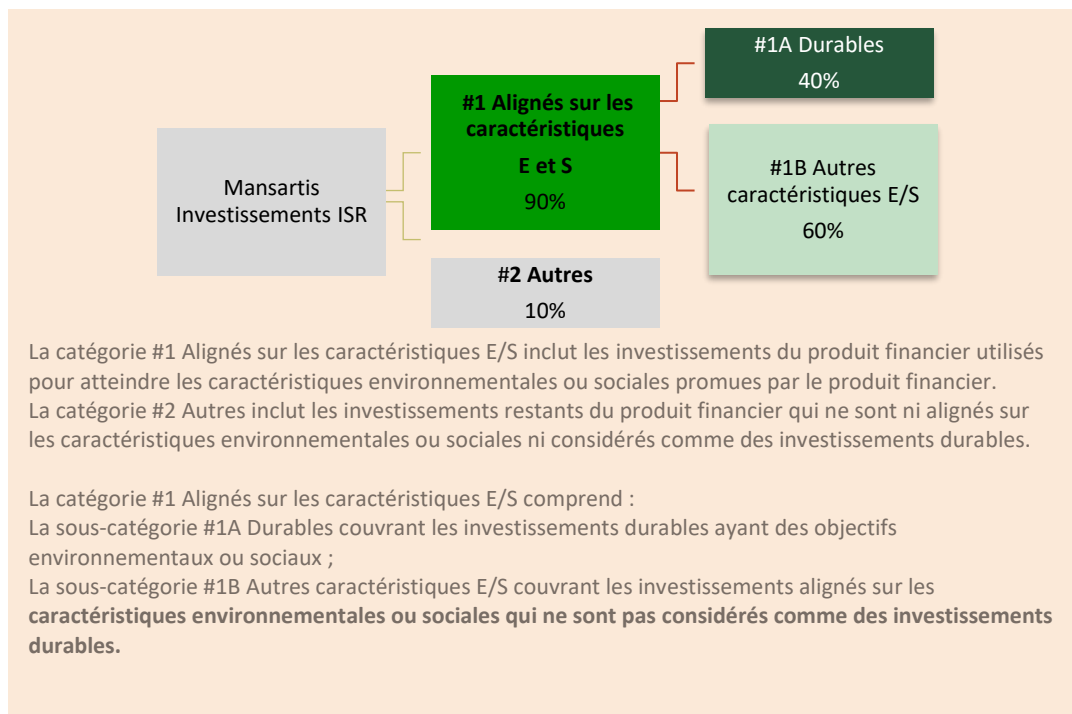 Mansartis
Investissements ISR
#1 Alignés sur les
caractéristiques
E et S
90%
#2 Autres
10%
#1A Durables
40%
#1B Autres
caractéristiques E/S
60%
La catégorie #1 Alignés sur les caractéristiques E/S inclut les investissements du produit financier utilisés
pour atteindre les caractéristiques environnementales ou sociales promues par le produit financier.
La catégorie #2 Autres inclut les investissements restants du produit financier qui ne sont ni alignés sur
les caractéristiques environnementales ou sociales ni considérés comme des investissements durables.
La catégorie #1 Alignés sur les caractéristiques E/S comprend :
La sous-catégorie #1A Durables couvrant les investissements durables ayant des objectifs
environnementaux ou sociaux ;
La sous-catégorie #1B Autres caractéristiques E/S couvrant les investissements alignés sur les
caractéristiques environnementales ou sociales qui ne sont pas considérés comme des investissements
durables.